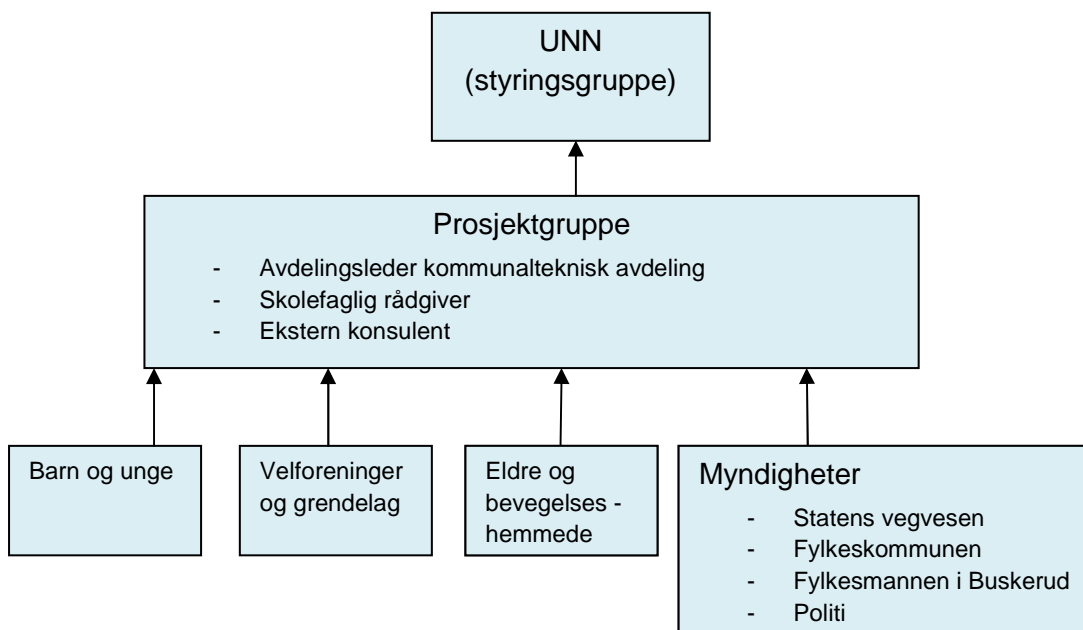 UNN
(styringsgruppe)
Prosjektgruppe
- Avdelingsleder kommunalteknisk avdeling
- Skolefaglig rådgiver
- Ekstern konsulent
Barn og unge
Velforeninger
og grendelag
Eldre og
bevegelses -
hemmede
Myndigheter
- Statens vegvesen
- Fylkeskommunen
- Fylkesmannen i Buskerud
- Politi